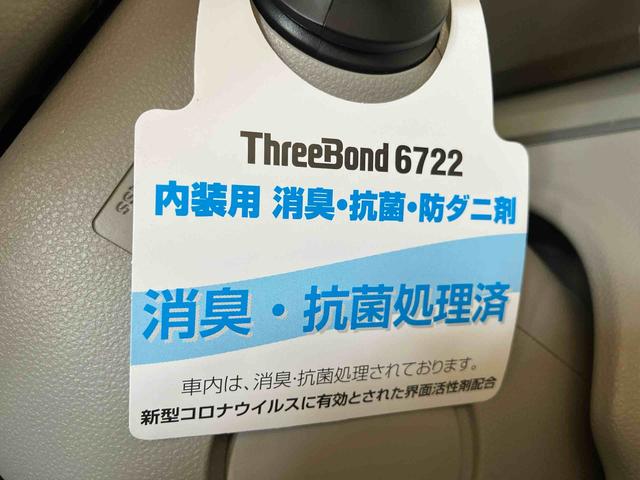 ThreeBond 6722
内装用 消臭・抗菌・防ダニ剤
消臭・抗菌処理済
車内は、消臭・抗菌処理されております。
新型コロナウイルスに有効とされた界面活性剤配合